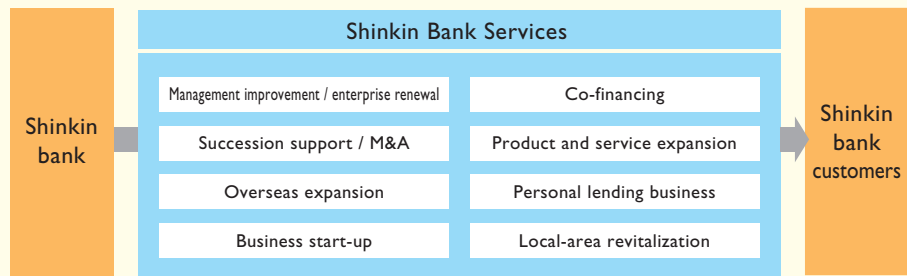 Shinkin Bank Services
Shinkin
bank
Management improvement / enterprise renewal
Co-financing
Succession support / M&A
Product and service expansion
Overseas expansion
Personal lending business
Business start-up
Local-area revitalization
Shinkin
bank
customers